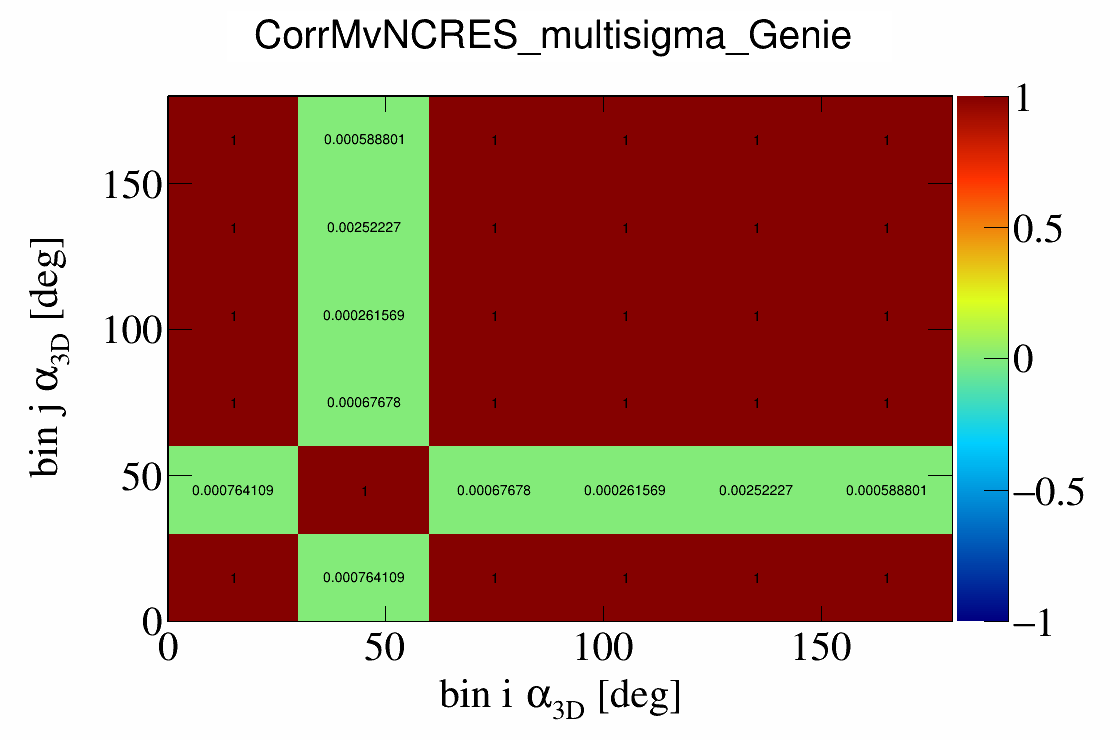 CorrMvNCRES_multisigma_Genie
1 0.000588801 1 1 1 1
1 0.00252227 1 1 1 1
1 0.000261569 1 1 1 1
1 0.00067678 1 1 1 1
0.000764109 1 0.00067678 0.000261569 0.00252227 0.000588801
1 0.000764109 1 1 1 1
150
100
50
0
0 50 100 150
bin j α3D [deg]
bin i α3D [deg]
1
0.5
0
−0.5
−1